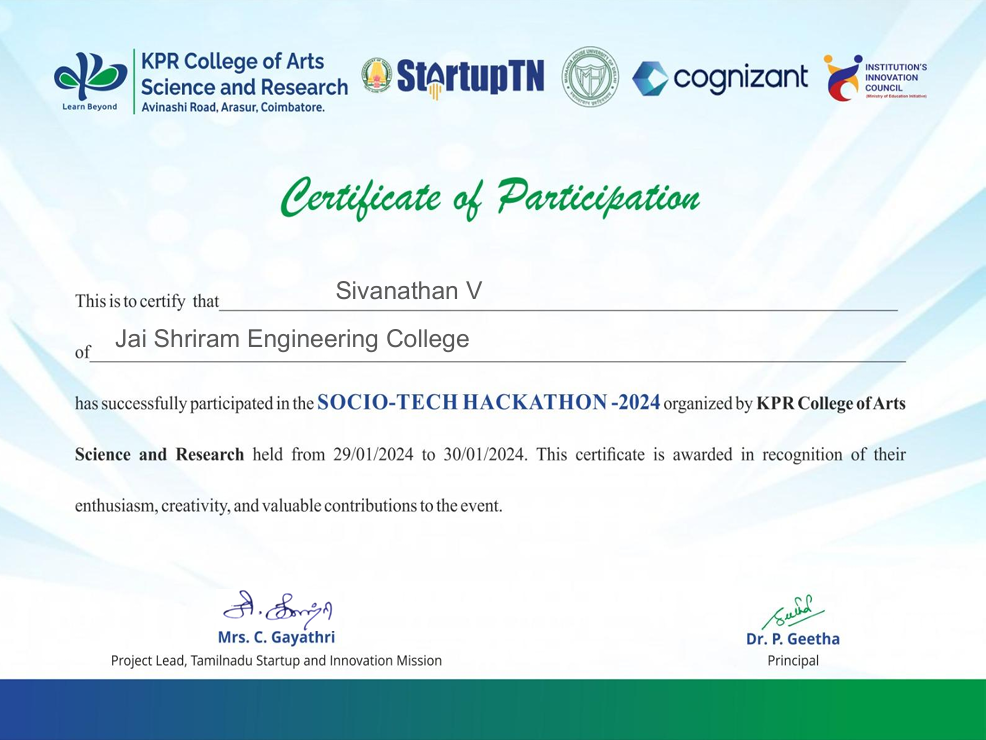 Learn Beyond
KPR College of Arts
Science and Research
Avinashi Road, Arasur, Coimbatore.
StartupTN
cognizant
INSTITUTION'S
INNOVATION
COUNCIL
(Ministry of Education Initiative)
Certificate of Participation
This is to certify that Sivanathan V
of Jai Shriram Engineering College
has successfully participated in the SOCIO-TECH HACKATHON -2024 organized by KPR College of Arts
Science and Research held from 29/01/2024 to 30/01/2024. This certificate is awarded in recognition of their
enthusiasm, creativity, and valuable contributions to the event.
Mrs. C. Gayathri
Project Lead, Tamilnadu Startup and Innovation Mission
Dr. P. Geetha
Principal